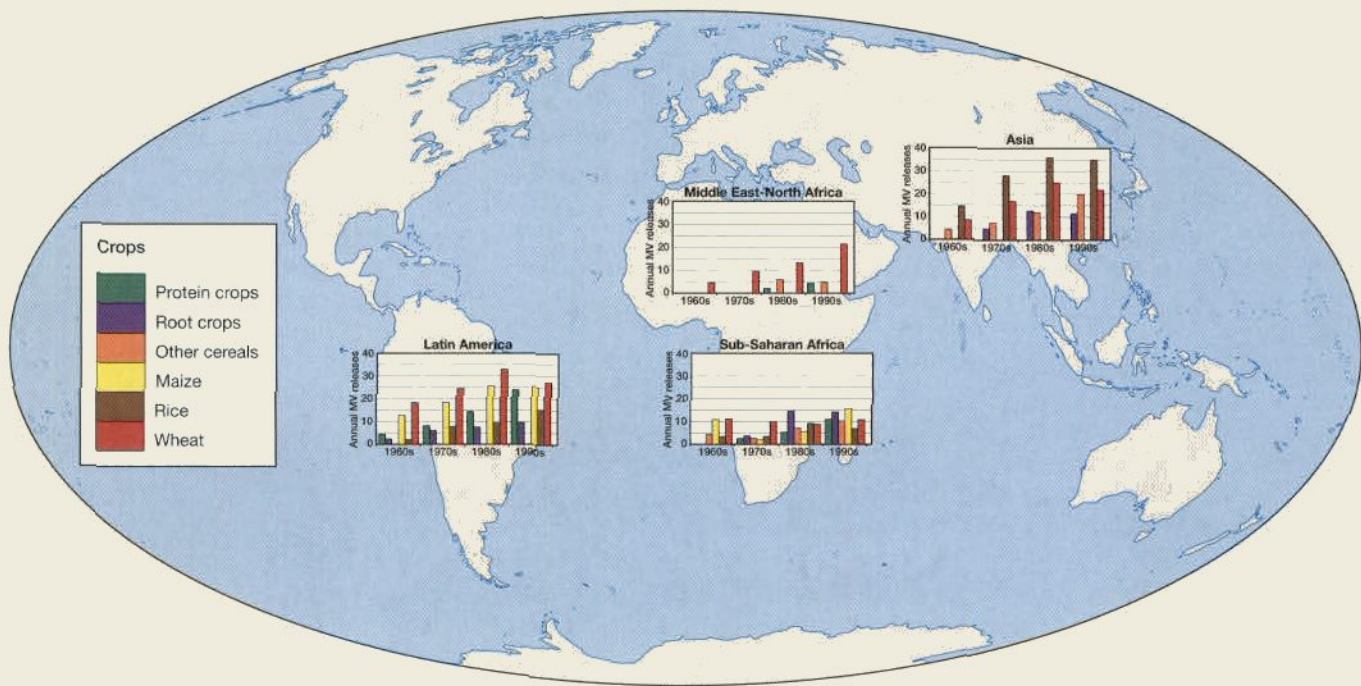 Asia
Annual MV releases
40
30
20
10
0
1960s
1970s
1980s
1990s
Middle East-North Africa
Annual MV releases
40
30
20
10
0
1960s
1970s
1980s
1990s
Crops
Protein crops
Root crops
Other cereals
Maize
Rice
Wheat
Latin America
Annual MV releases
40
30
20
10
0
1960s
1970s
1980s
1990s
Sub-Saharan Africa
Annual MV releases
40
30
20
10
0
1960s
1970s
1980s
1990s